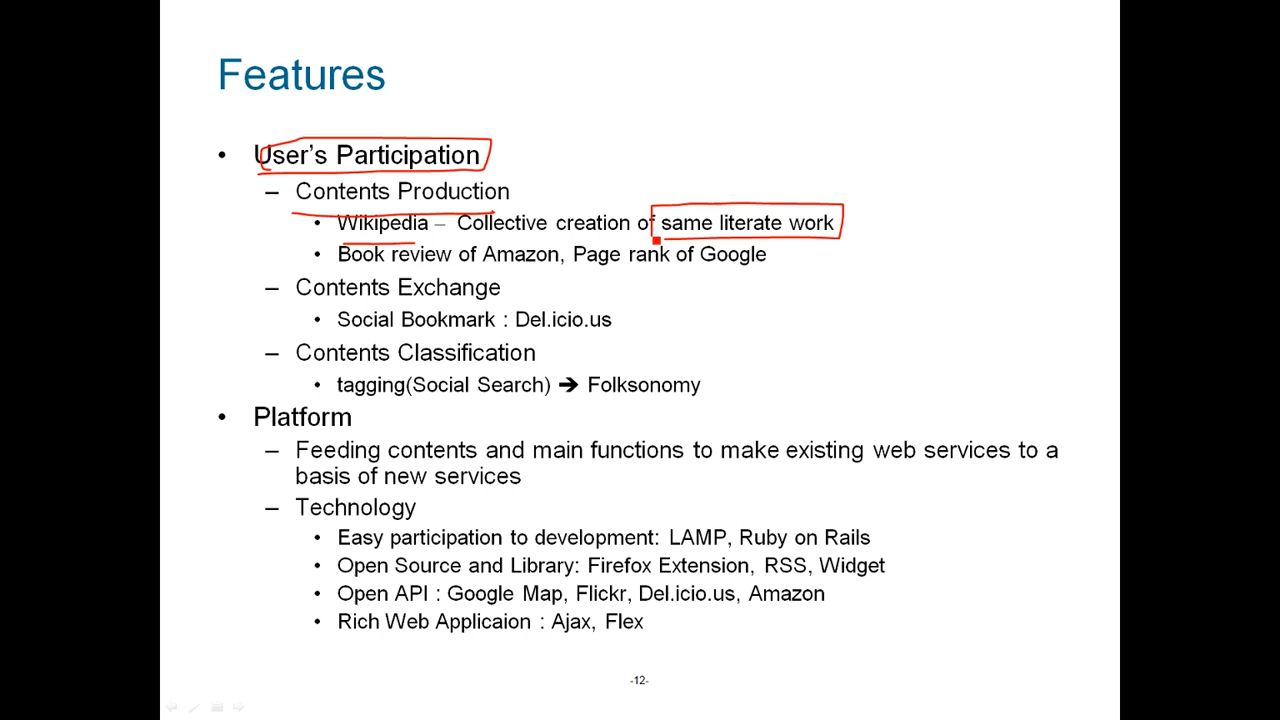 Features
• User's Participation
– Contents Production
• Wikipedia – Collective creation of same literate work
• Book review of Amazon, Page rank of Google
– Contents Exchange
• Social Bookmark : Del.icio.us
– Contents Classification
• tagging(Social Search) ➔ Folksonomy
• Platform
– Feeding contents and main functions to make existing web services to a
basis of new services
– Technology
• Easy participation to development: LAMP, Ruby on Rails
• Open Source and Library: Firefox Extension, RSS, Widget
• Open API : Google Map, Flickr, Del.icio.us, Amazon
• Rich Web Applicaion : Ajax, Flex
-12-